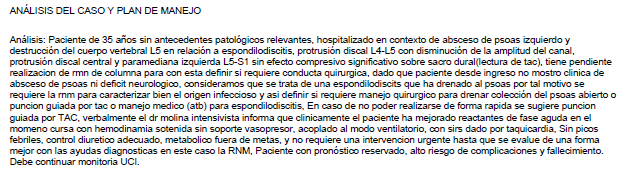 ANÁLISIS DEL CASO Y PLAN DE MANEJO
Análisis: Paciente de 35 años sin antecedentes patológicos relevantes, hospitalizado en contexto de absceso de psoas izquierdo y
destrucción del cuerpo vertebral L5 en relación a espondilodiscitis, protrusión discal L4-L5 con disminución de la amplitud del canal,
protrusión discal central y paramediana izquierda L5-S1 sin efecto compresivo significativo sobre sacro dural(lectura de tac), tiene pendiente
realizacion de rmn de columna para con esta definir si requiere conducta quirurgica, dado que paciente desde ingreso no mostro clinica de
absceso de psoas ni deficit neurologico, consideramos que se trata de una espondilodiscits que ha drenado al psoas por tal motivo se
requiere la rnm para caracterizar bien el origen infeccioso y asi definir si requiere manejo quirurgico para drenar colección del psoas abierto o
puncion guiada por tac o manejo medico (atb) para espondilodiscitis, En caso de no poder realizarse de forma rapida se sugiere puncion
guiada por TAC, verbalmente el dr molina intensivista informa que clinicamente el paciente ha mejorado reactantes de fase aguda en el
momeno cursa con hemodinamia sotenida sin soporte vasopresor, acoplado al modo ventilatorio, con sirs dado por taquicardia, Sin picos
febriles, control diuretico adecuado, metabolico fuera de metas, y no requiere una intervencion urgente hasta que se evalue de una forma
mejor con las ayudas diagnosticas en este caso la RNM, Paciente con pronóstico reservado, alto riesgo de complicaciones y fallecimiento.
Debe continuar monitoria UCI.